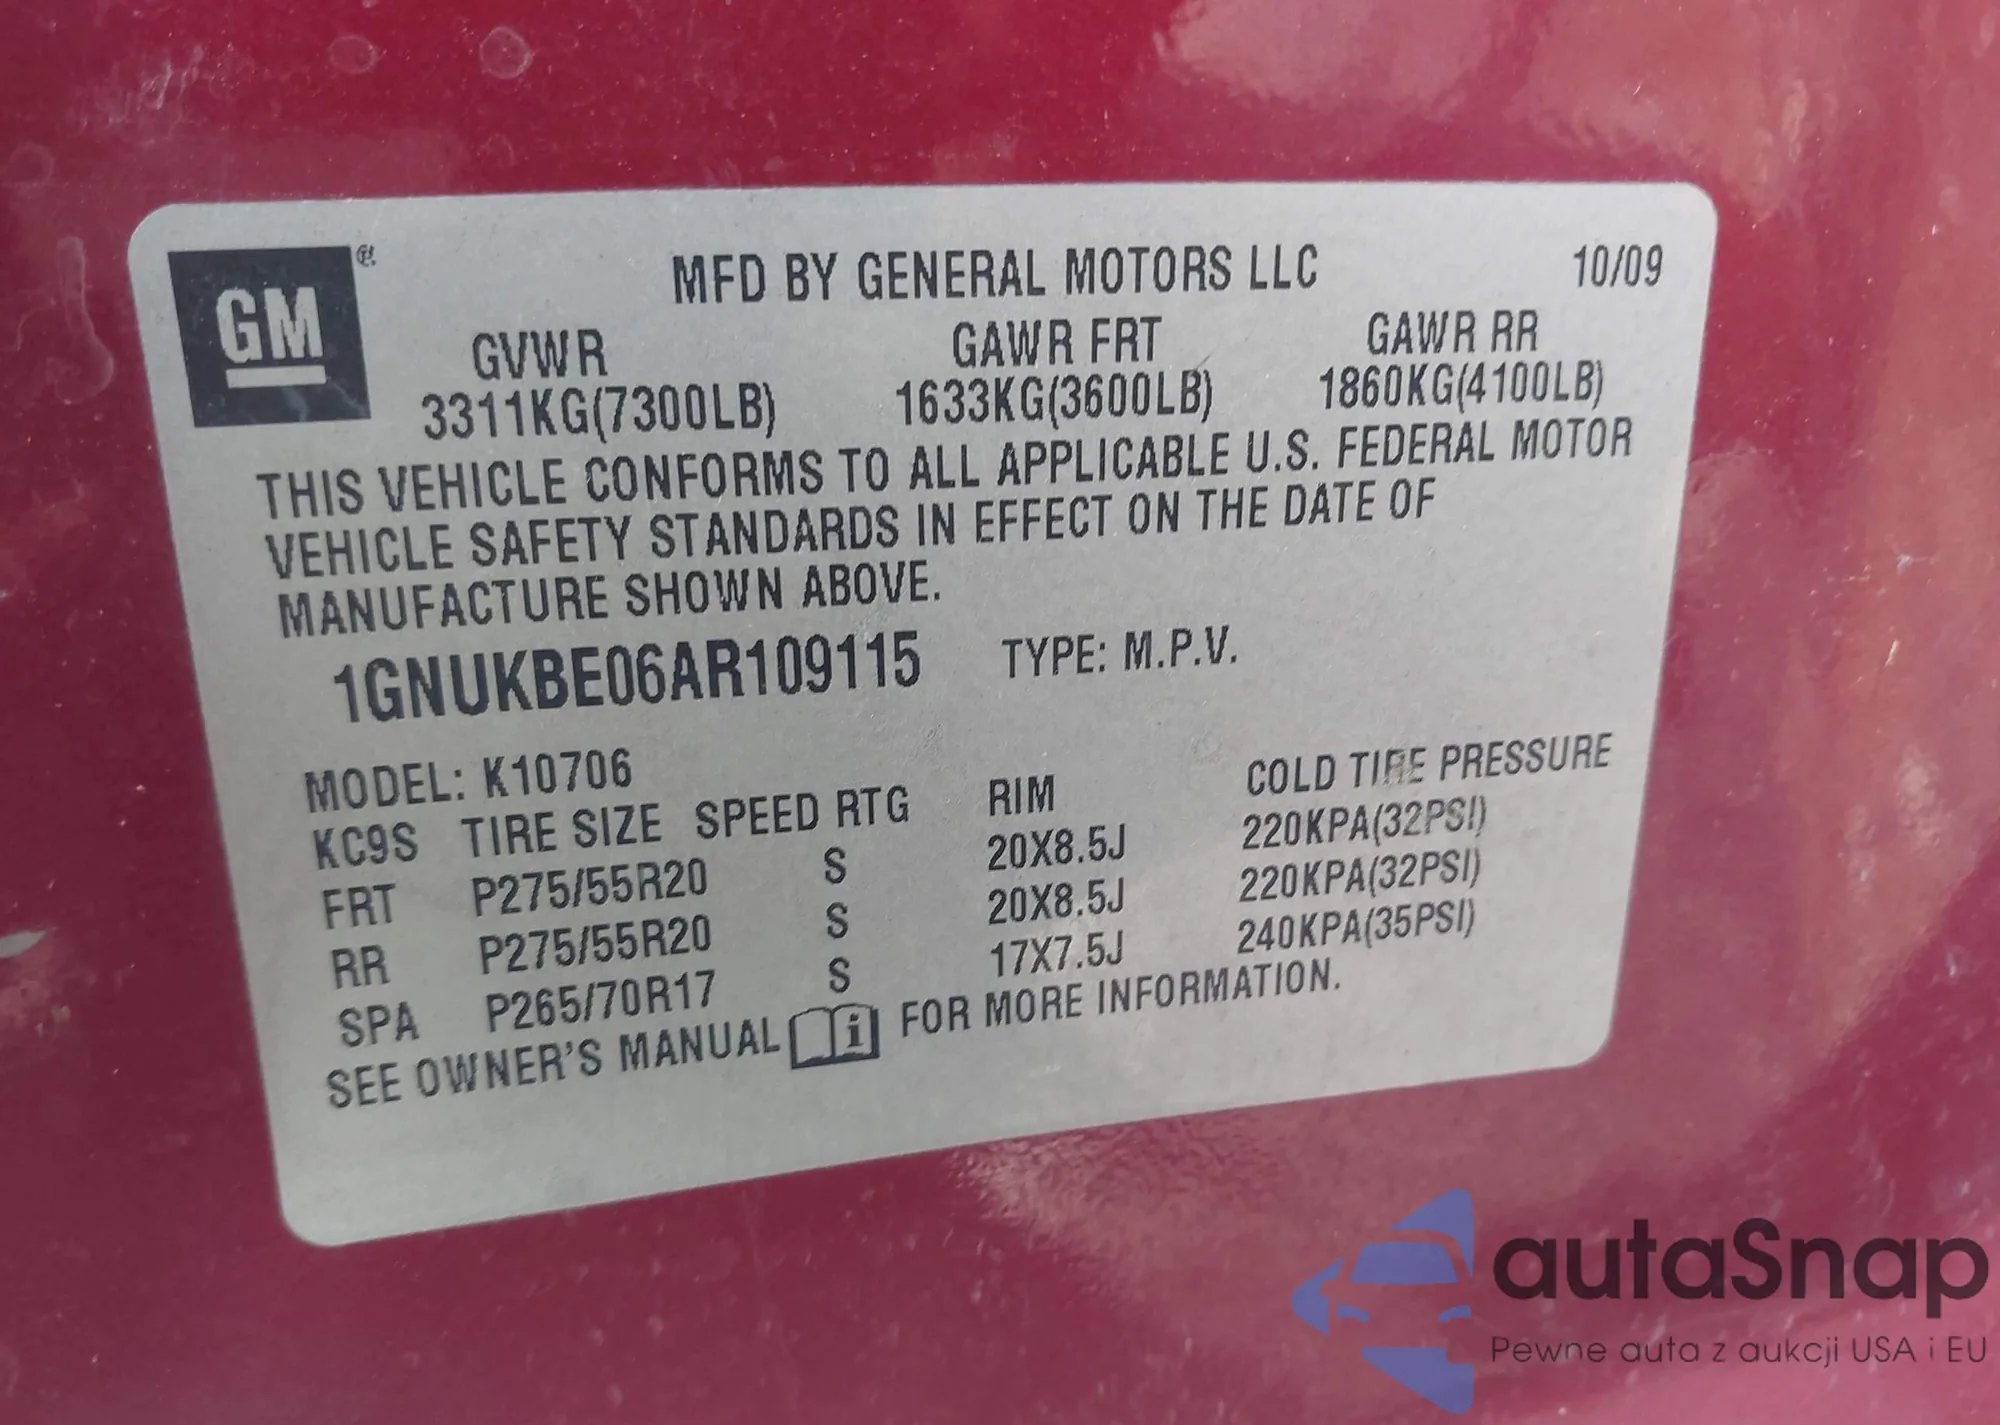 GM
MFD BY GENERAL MOTORS LLC 10/09
GVWR GAWR FRT GAWR RR
3311KG(7300LB) 1633KG(3600LB) 1860KG(4100LB)
THIS VEHICLE CONFORMS TO ALL APPLICABLE U.S. FEDERAL MOTOR
VEHICLE SAFETY STANDARDS IN EFFECT ON THE DATE OF
MANUFACTURE SHOWN ABOVE.
1GNUKBE06AR109115 TYPE: M.P.V.
MODEL: K10706
KC9S TIRE SIZE SPEED RTG RIM COLD TIRE PRESSURE
FRT P275/55R20 S 20X8.5J 220KPA(32PSI)
RR P275/55R20 S 20X8.5J 220KPA(32PSI)
SPA P265/70R17 S 17X7.5J 240KPA(35PSI)
SEE OWNER'S MANUAL i FOR MORE INFORMATION.
autaSnap
Pewne auta z aukcji USA i EU